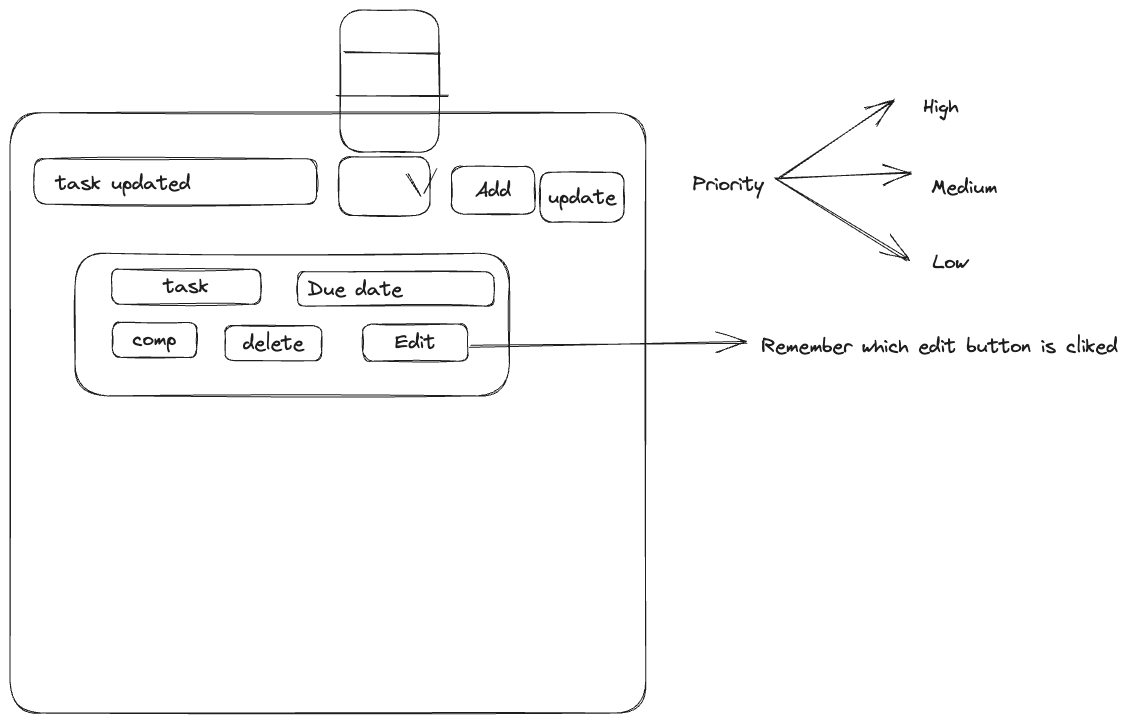 High
task updated
Add
update
Priority
Medium
Low
task
Due date
comp
delete
Edit
Remember which edit button is cliked